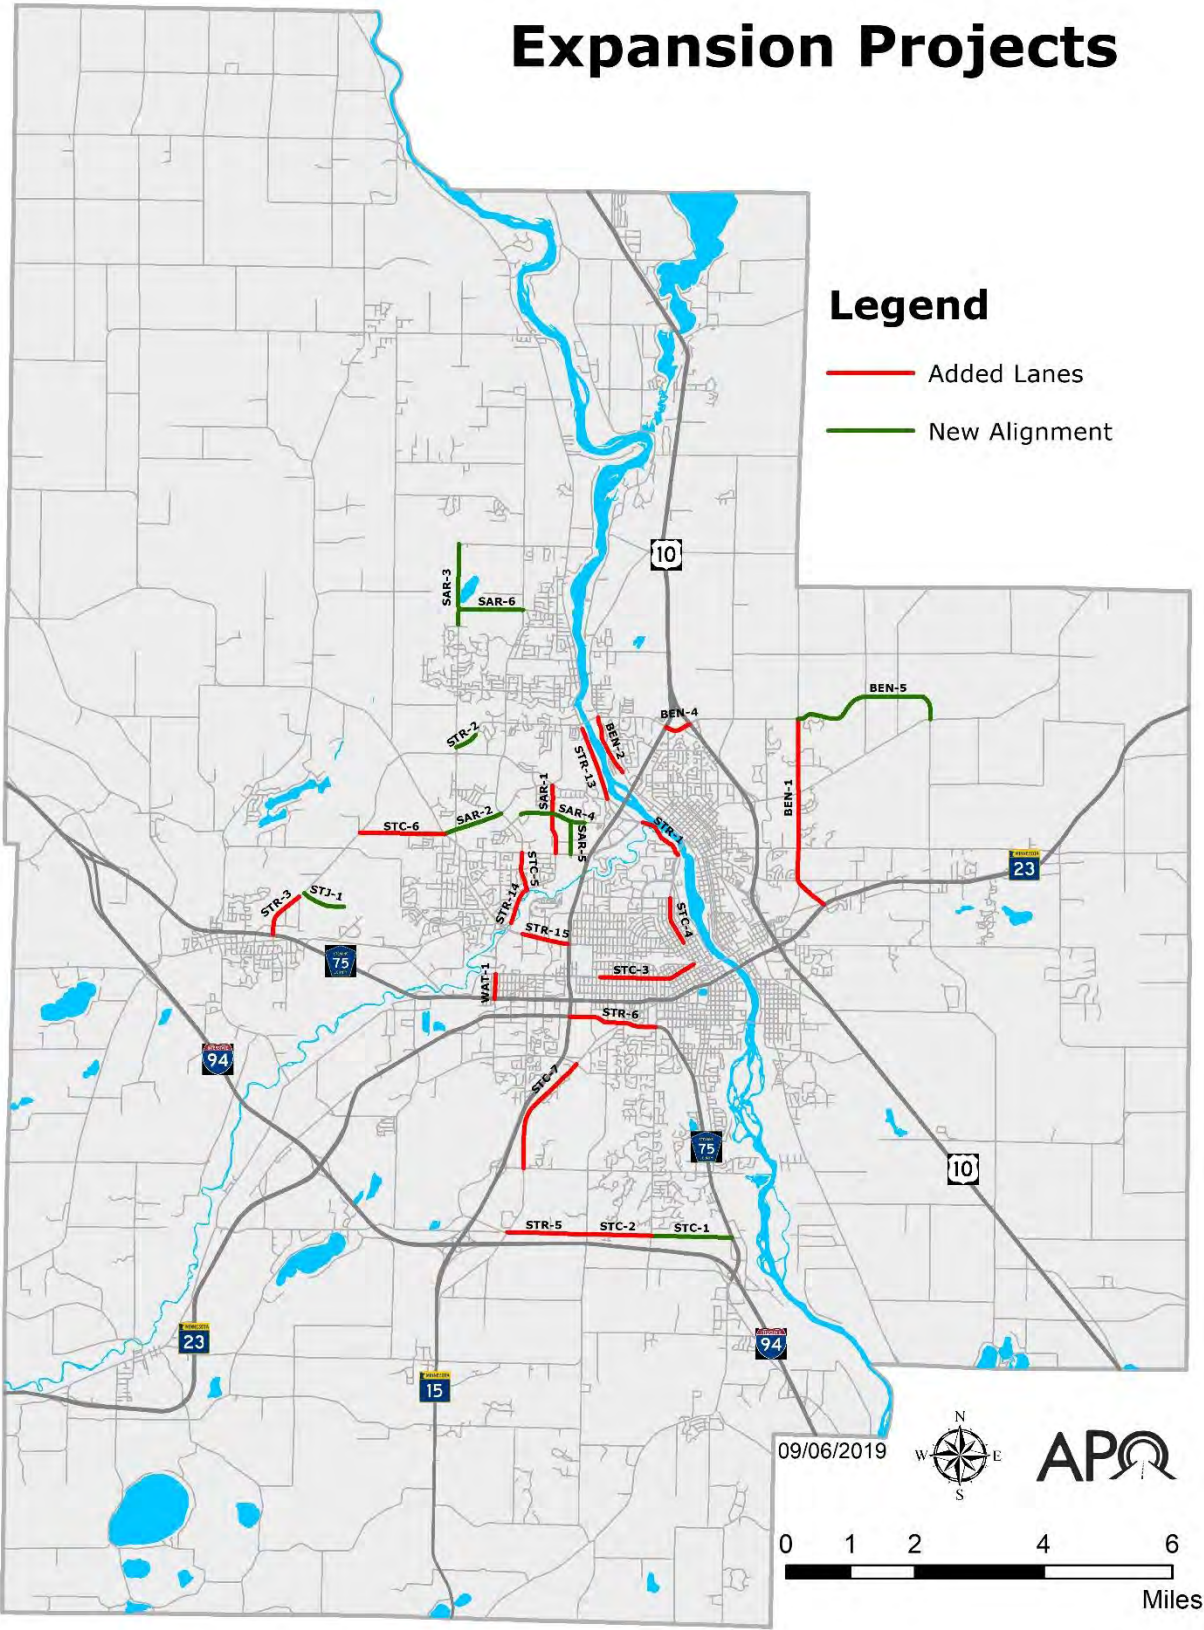 Expansion Projects
Legend
Added Lanes
New Alignment
10
SAR-3
SAR-6
BEN-5
BEN-4
STR-2
BEN-2
STR-13
SAR-1
BEN-1
SAR-2
SAR-4
STC-6
STR-1
SAR-5
STC-5
23
STR-3
STJ-1
STR-14
STC-4
STR-15
75
WAT-1
STC-3
STR-6
94
STC-7
75
10
STR-5
STC-2
STC-1
23
94
15
09/06/2019
N
W
E
S
APO
0 1 2 4 6
Miles